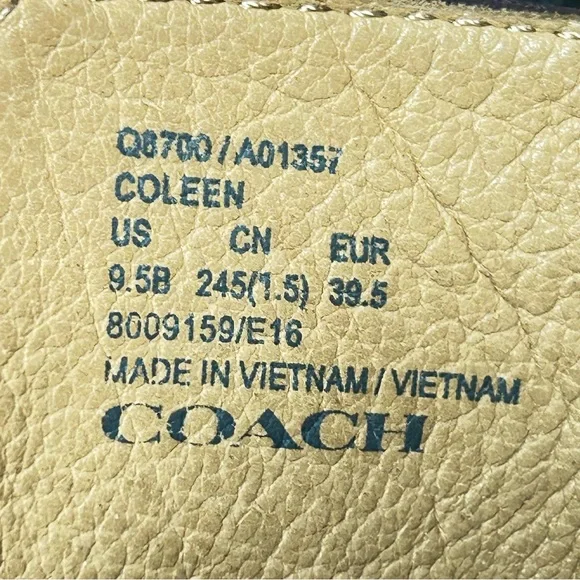 Q8700 / A01357
COLEEN
US CN EUR
9.5B 245(1.5) 39.5
8009159/E16
MADE IN VIETNAM / VIETNAM
COACH